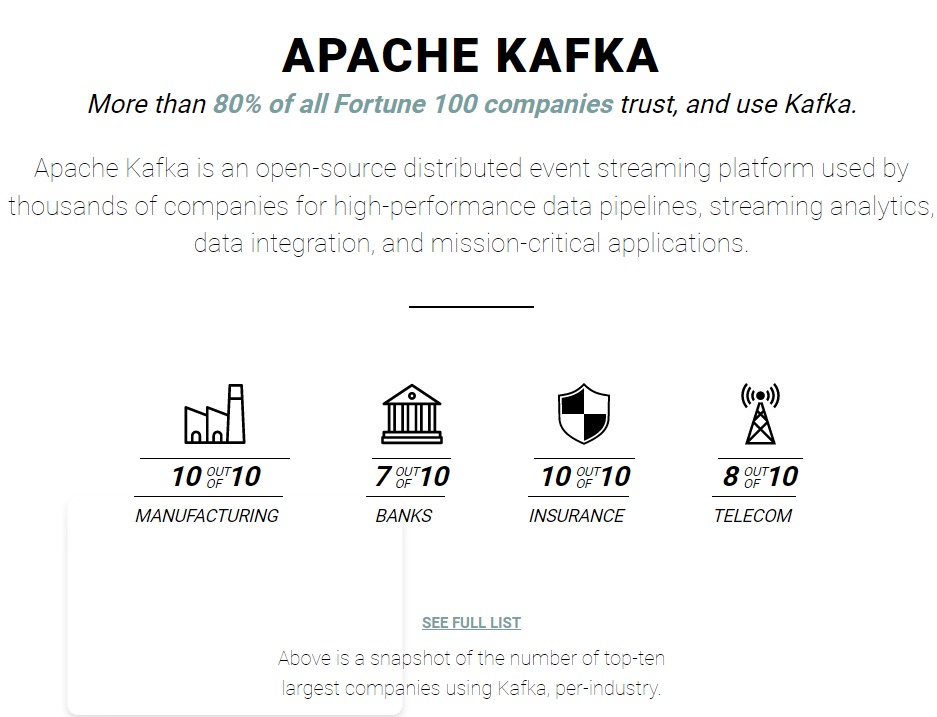 APACHE KAFKA
More than 80% of all Fortune 100 companies trust, and use Kafka.
Apache Kafka is an open-source distributed event streaming platform used by
thousands of companies for high-performance data pipelines, streaming analytics,
data integration, and mission-critical applications.
10 OUT OF 10
MANUFACTURING
7 OUT OF 10
BANKS
10 OUT OF 10
INSURANCE
8 OUT OF 10
TELECOM
SEE FULL LIST
Above is a snapshot of the number of top-ten
largest companies using Kafka, per-industry.